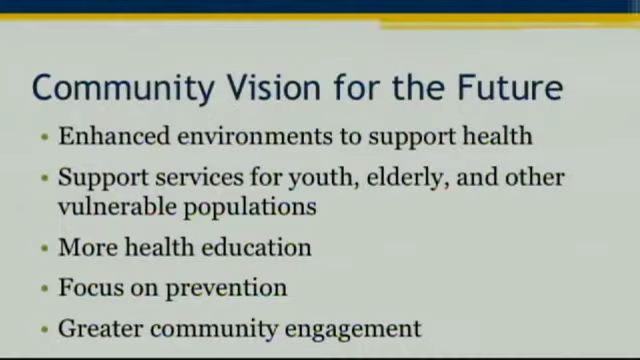 Community Vision for the Future
• Enhanced environments to support health
• Support services for youth, elderly, and other
vulnerable populations
• More health education
• Focus on prevention
• Greater community engagement